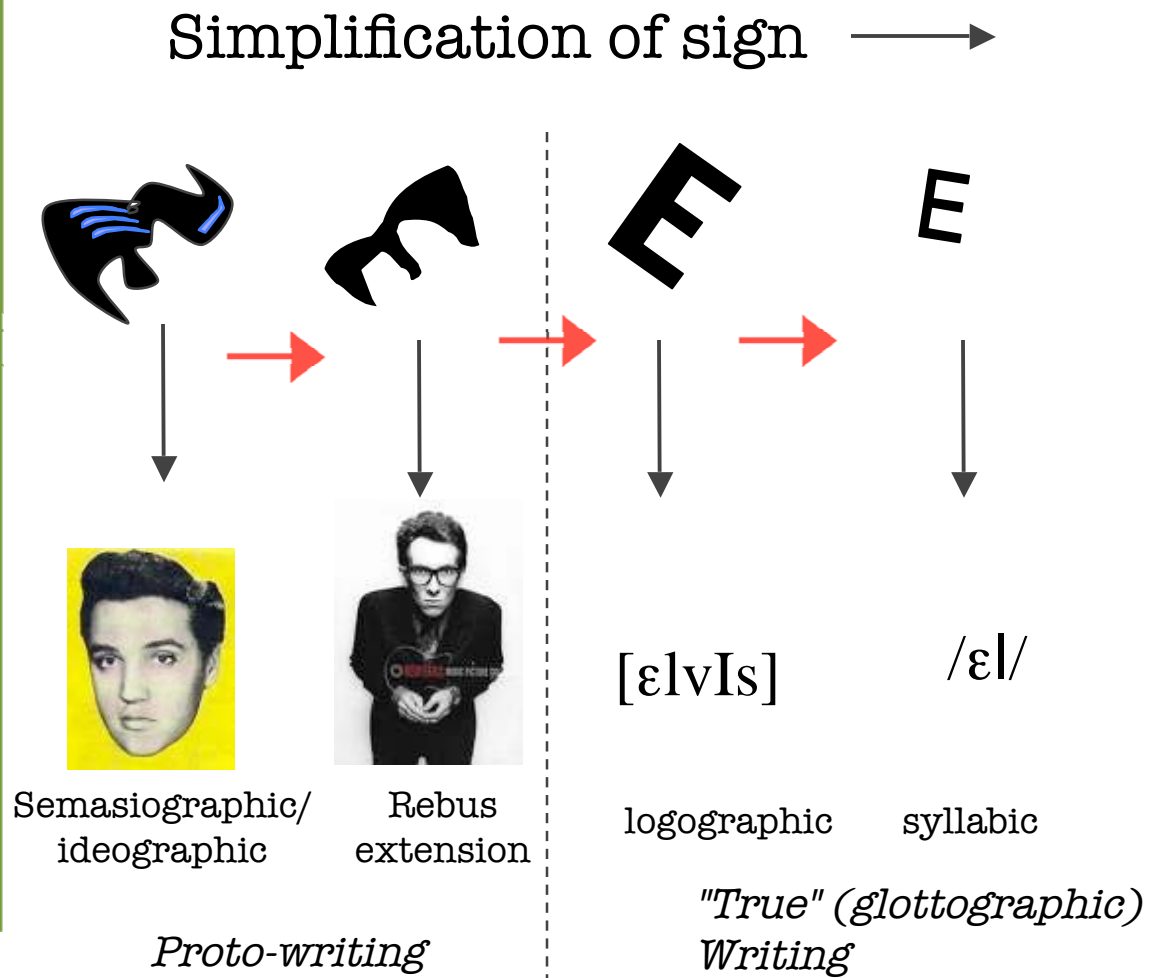 Simplification of sign
E
E
[ɛlvIs]
/ɛl/
Semasiographic/
ideographic
Rebus
extension
logographic
syllabic
"True" (glottographic)
Writing
Proto-writing